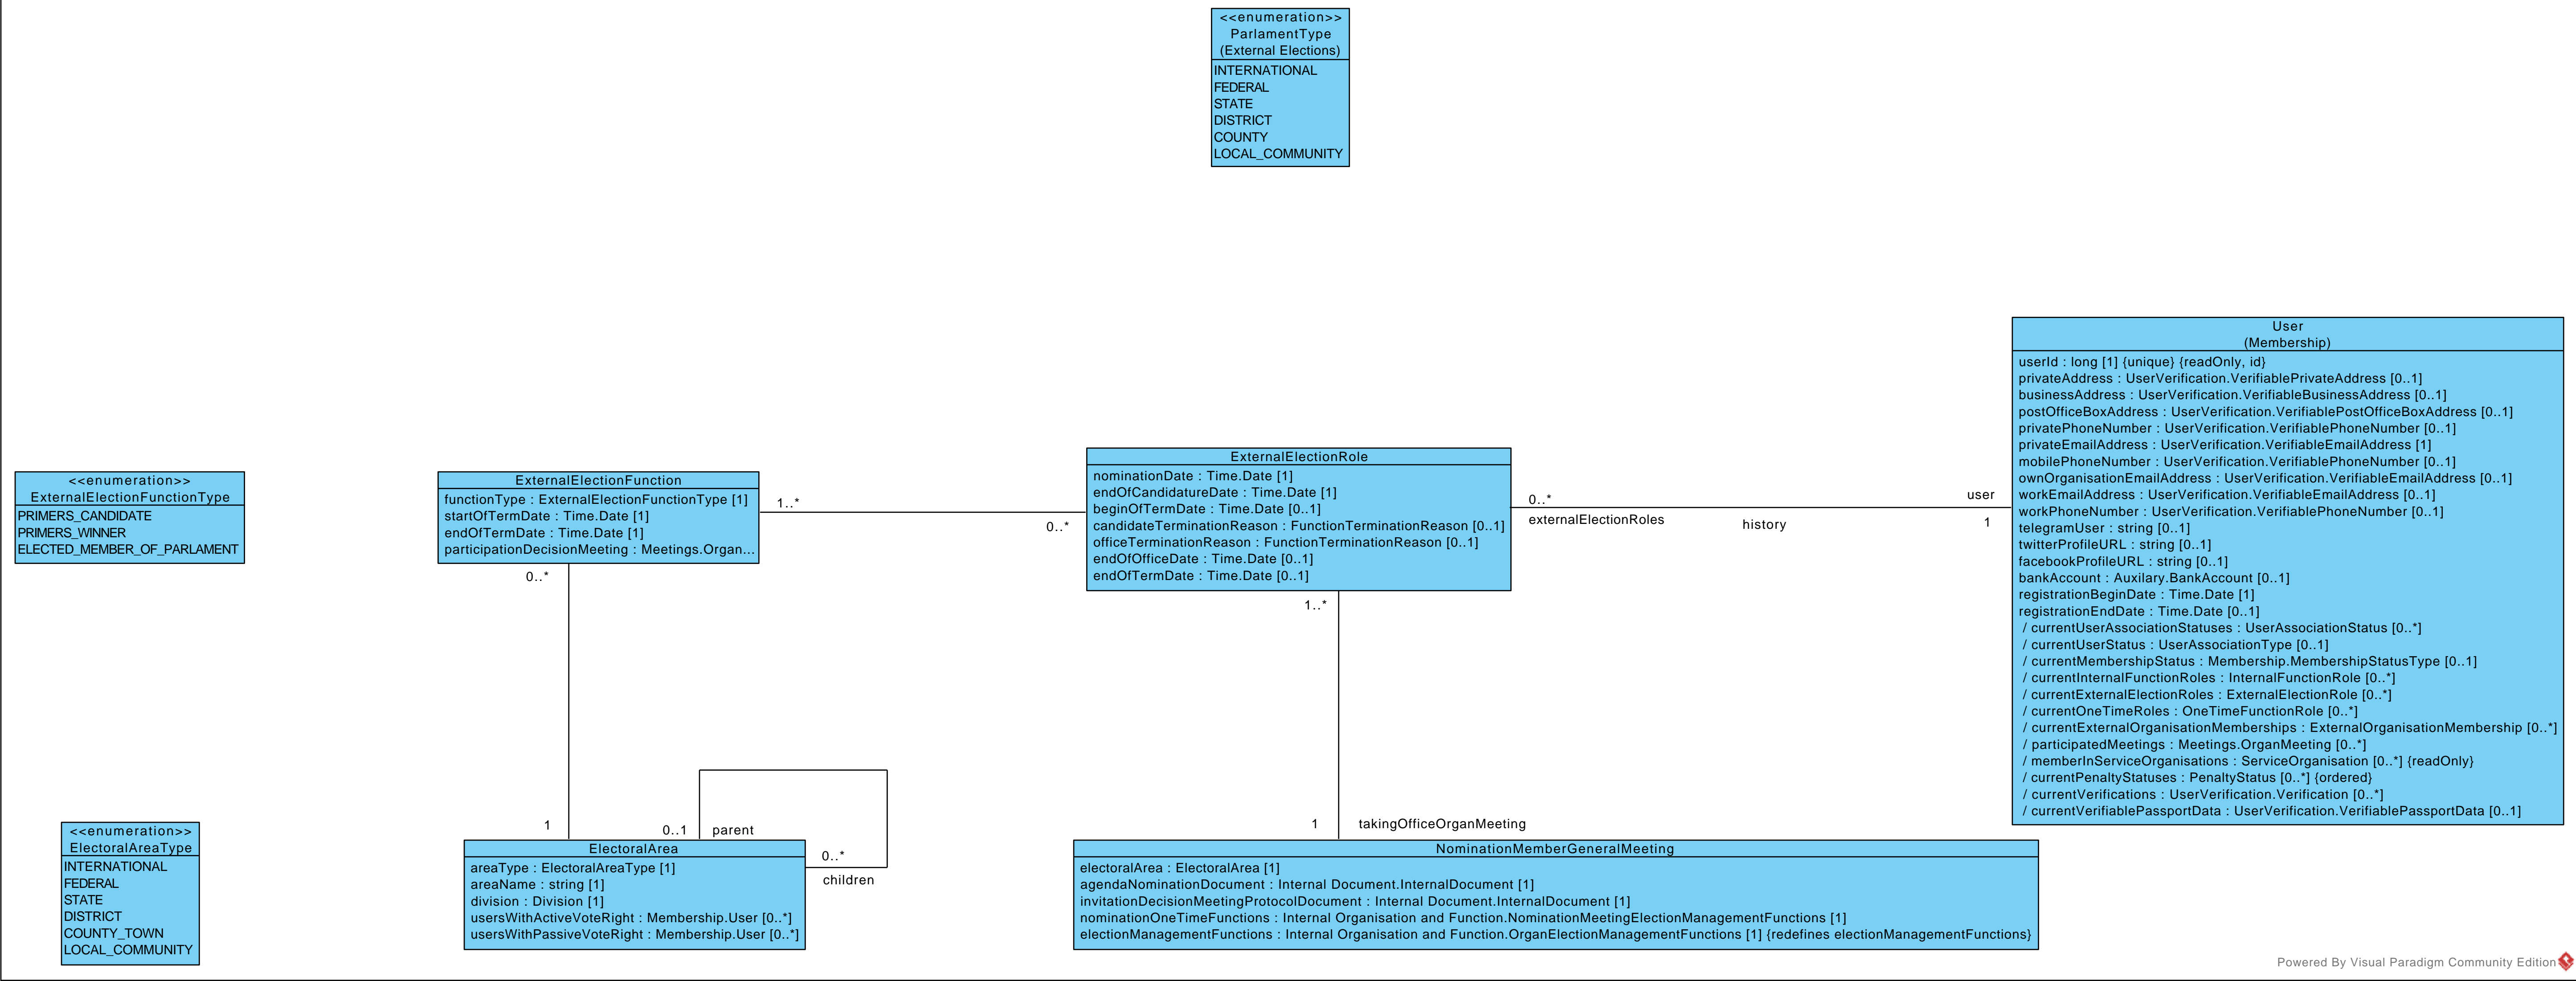 <<enumeration>>
ParlamentType
(External Elections)
INTERNATIONAL
FEDERAL
STATE
DISTRICT
COUNTY
LOCAL_COMMUNITY
User
(Membership)
userId : long [1] {unique} {readOnly, id}
privateAddress : UserVerification.VerifiablePrivateAddress [0..1]
businessAddress : UserVerification.VerifiableBusinessAddress [0..1]
postOfficeBoxAddress : UserVerification.VerifiablePostOfficeBoxAddress [0..1]
privatePhoneNumber : UserVerification.VerifiablePhoneNumber [0..1]
privateEmailAddress : UserVerification.VerifiableEmailAddress [1]
mobilePhoneNumber : UserVerification.VerifiablePhoneNumber [0..1]
ownOrganisationEmailAddress : UserVerification.VerifiableEmailAddress [0..1]
workEmailAddress : UserVerification.VerifiableEmailAddress [0..1]
workPhoneNumber : UserVerification.VerifiablePhoneNumber [0..1]
telegramUser : string [0..1]
twitterProfileURL : string [0..1]
facebookProfileURL : string [0..1]
bankAccount : Auxilary.BankAccount [0..1]
registrationBeginDate : Time.Date [1]
registrationEndDate : Time.Date [0..1]
/ currentUserAssociationStatuses : UserAssociationStatus [0..*]
/ currentUserStatus : UserAssociationType [0..1]
/ currentMembershipStatus : Membership.MembershipStatusType [0..1]
/ currentInternalFunctionRoles : InternalFunctionRole [0..*]
/ currentExternalElectionRoles : ExternalElectionRole [0..*]
/ currentOneTimeRoles : OneTimeFunctionRole [0..*]
/ currentExternalOrganisationMemberships : ExternalOrganisationMembership [0..*]
/ participatedMeetings : Meetings.OrganMeeting [0..*]
/ memberInServiceOrganisations : ServiceOrganisation [0..*] {readOnly}
/ currentPenaltyStatuses : PenaltyStatus [0..*] {ordered}
/ currentVerifications : UserVerification.Verification [0..*]
/ currentVerifiablePassportData : UserVerification.VerifiablePassportData [0..1]
<<enumeration>>
ExternalElectionFunctionType
PRIMERS_CANDIDATE
PRIMERS_WINNER
ELECTED_MEMBER_OF_PARLAMENT
ExternalElectionFunction
functionType : ExternalElectionFunctionType [1]
startOfTermDate : Time.Date [1]
endOfTermDate : Time.Date [1]
participationDecisionMeeting : Meetings.Organ...
1..*
0..*
ExternalElectionRole
nominationDate : Time.Date [1]
endOfCandidatureDate : Time.Date [1]
beginOfTermDate : Time.Date [0..1]
candidateTerminationReason : FunctionTerminationReason [0..1]
officeTerminationReason : FunctionTerminationReason [0..1]
endOfOfficeDate : Time.Date [0..1]
endOfTermDate : Time.Date [0..1]
0..*
externalElectionRoles
history
user
1
0..*
1
1..*
1
takingOfficeOrganMeeting
0..1
parent
0..*
children
<<enumeration>>
ElectoralAreaType
INTERNATIONAL
FEDERAL
STATE
DISTRICT
COUNTY_TOWN
LOCAL_COMMUNITY
ElectoralArea
areaType : ElectoralAreaType [1]
areaName : string [1]
division : Division [1]
usersWithActiveVoteRight : Membership.User [0..*]
usersWithPassiveVoteRight : Membership.User [0..*]
NominationMemberGeneralMeeting
electoralArea : ElectoralArea [1]
agendaNominationDocument : Internal Document.InternalDocument [1]
invitationDecisionMeetingProtocolDocument : Internal Document.InternalDocument [1]
nominationOneTimeFunctions : Internal Organisation and Function.NominationMeetingElectionManagementFunctions [1]
electionManagementFunctions : Internal Organisation and Function.OrganElectionManagementFunctions [1] {redefines electionManagementFunctions}
Powered By Visual Paradigm Community Edition